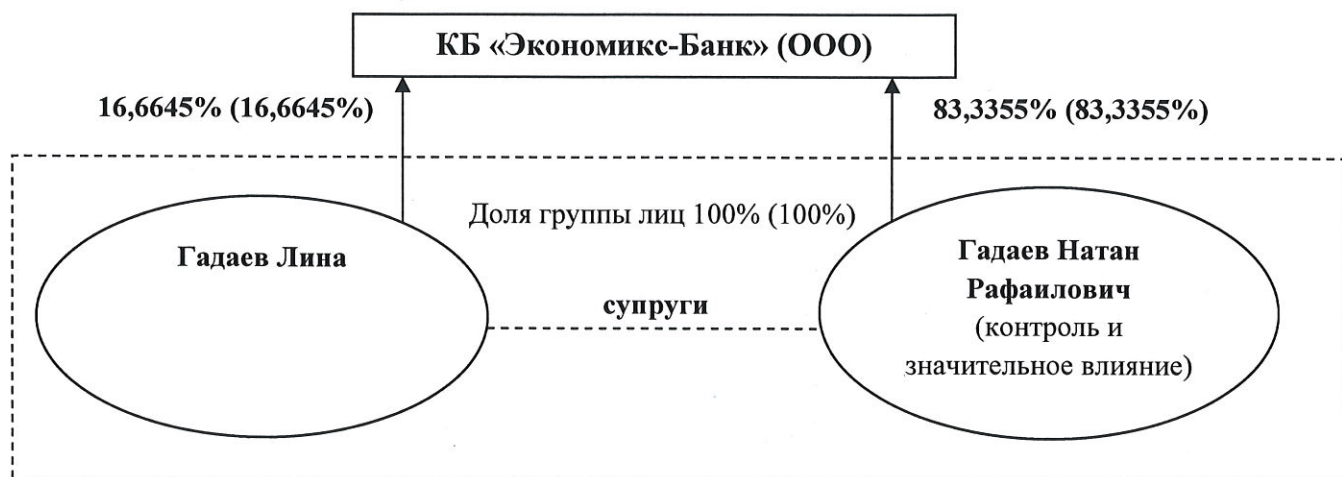 КБ «Экономикс-Банк» (ООО)
16,6645% (16,6645%)
83,3355% (83,3355%)
Доля группы лиц 100% (100%)
Гадаев Лина
Гадаев Натан
Рафаилович
(контроль и
значительное влияние)
супруги